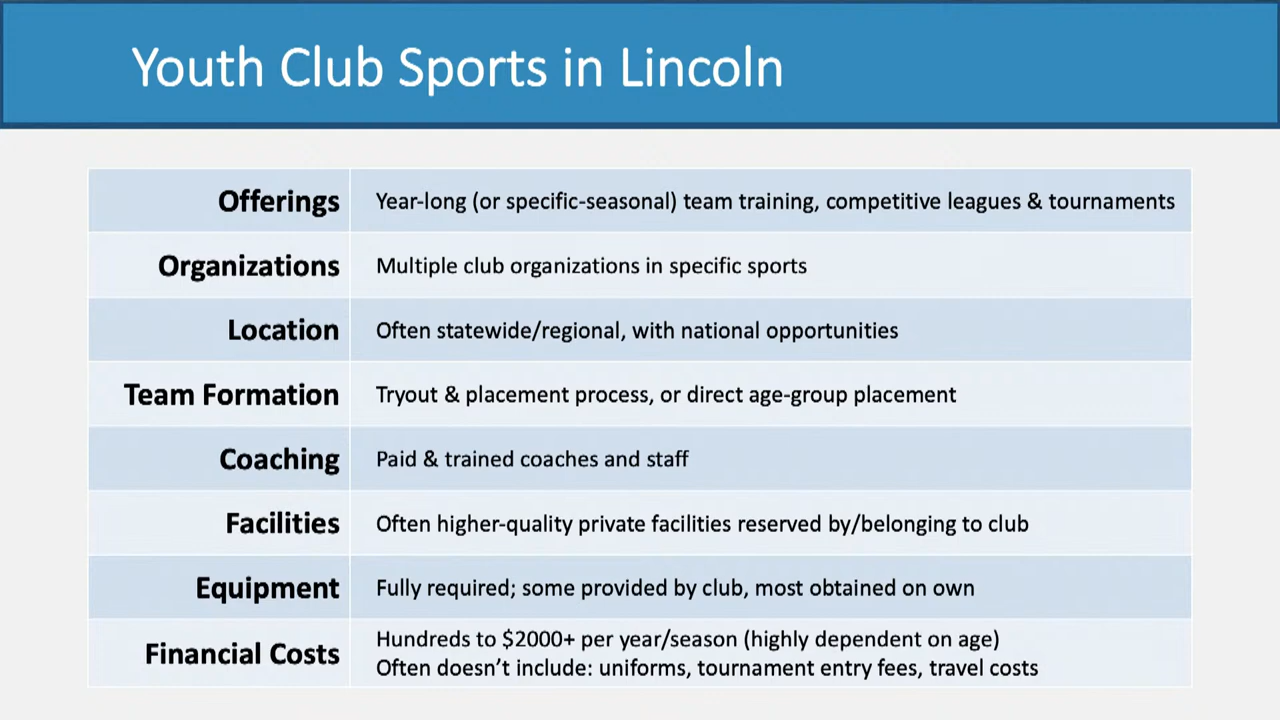 Youth Club Sports in Lincoln
Offerings
Year-long (or specific-seasonal) team training, competitive leagues & tournaments
Organizations
Multiple club organizations in specific sports
Location
Often statewide/regional, with national opportunities
Team Formation
Tryout & placement process, or direct age-group placement
Coaching
Paid & trained coaches and staff
Facilities
Often higher-quality private facilities reserved by/belonging to club
Equipment
Fully required; some provided by club, most obtained on own
Financial Costs
Hundreds to $2000+ per year/season (highly dependent on age)
Often doesn’t include: uniforms, tournament entry fees, travel costs